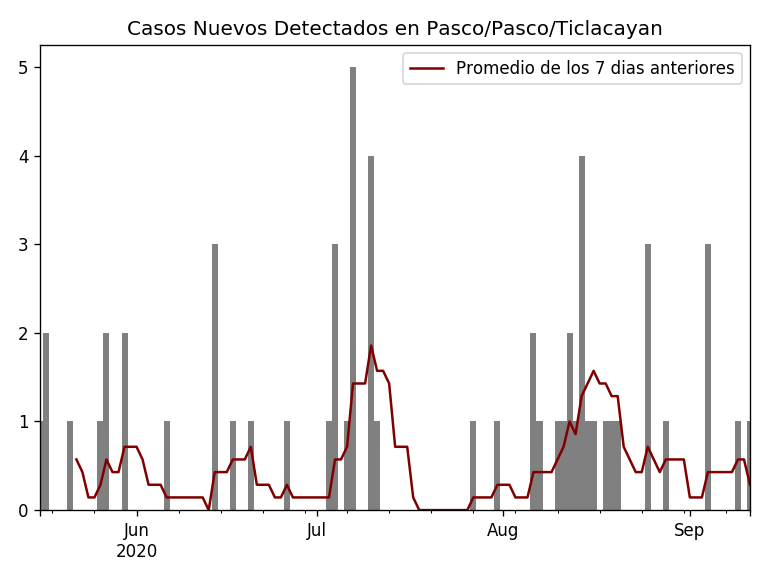 Casos Nuevos Detectados en Pasco/Pasco/Ticlacayan
Promedio de los 7 dias anteriores
5
4
3
2
1
0
Jun Jul Aug Sep
2020